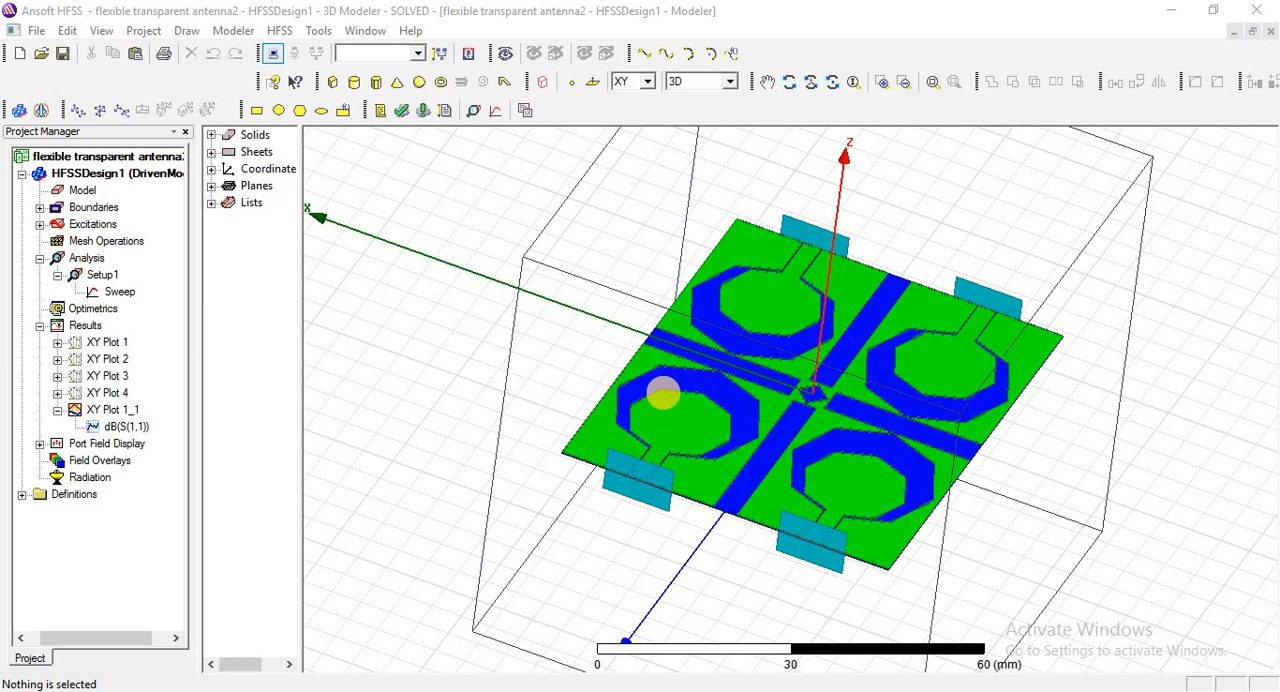 Ansoft HFSS - flexible transparent antenna2 - HFSSDesign1 - 3D Modeler - SOLVED - [flexible transparent antenna2 - HFSSDesign1 - Modeler]
File Edit View Project Draw Modeler HFSS Tools Window Help
XY 3D
Project Manager
flexible transparent antenna2
HFSSDesign1 (DrivenMo
Model
Boundaries
Excitations
Mesh Operations
Analysis
Setup1
Sweep
Optimetrics
Results
XY Plot 1
XY Plot 2
XY Plot 3
XY Plot 4
XY Plot 1_1
dB(S(1,1))
Port Field Display
Field Overlays
Radiation
Definitions
Project
Solids
Sheets
Coordinate
Planes
Lists
Z
X
0 30 60 (mm)
Activate Windows
Go to Settings to activate Windows.
Nothing is selected